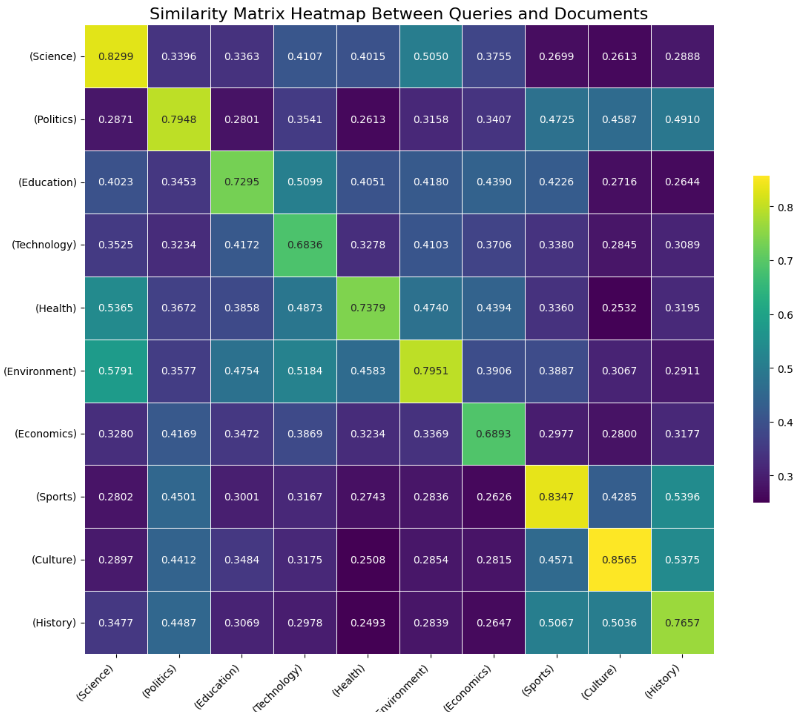 Similarity Matrix Heatmap Between Queries and Documents
(Science) 0.8299 0.3396 0.3363 0.4107 0.4015 0.5050 0.3755 0.2699 0.2613 0.2888
(Politics) 0.2871 0.7948 0.2801 0.3541 0.2613 0.3158 0.3407 0.4725 0.4587 0.4910
(Education) 0.4023 0.3453 0.7295 0.5099 0.4051 0.4180 0.4390 0.4226 0.2716 0.2644
(Technology) 0.3525 0.3234 0.4172 0.6836 0.3278 0.4103 0.3706 0.3380 0.2845 0.3089
(Health) 0.5365 0.3672 0.3858 0.4873 0.7379 0.4740 0.4394 0.3360 0.2532 0.3195
(Environment) 0.5791 0.3577 0.4754 0.5184 0.4583 0.7951 0.3906 0.3887 0.3067 0.2911
(Economics) 0.3280 0.4169 0.3472 0.3869 0.3234 0.3369 0.6893 0.2977 0.2800 0.3177
(Sports) 0.2802 0.4501 0.3001 0.3167 0.2743 0.2836 0.2626 0.8347 0.4285 0.5396
(Culture) 0.2897 0.4412 0.3484 0.3175 0.2508 0.2854 0.2815 0.4571 0.8565 0.5375
(History) 0.3477 0.4487 0.3069 0.2978 0.2493 0.2839 0.2647 0.5067 0.5036 0.7657
(Science) (Politics) (Education) Technology) (Health) Environment) (Economics) (Sports) (Culture) (History)
0.8
0.7
0.6
0.5
0.4
0.3